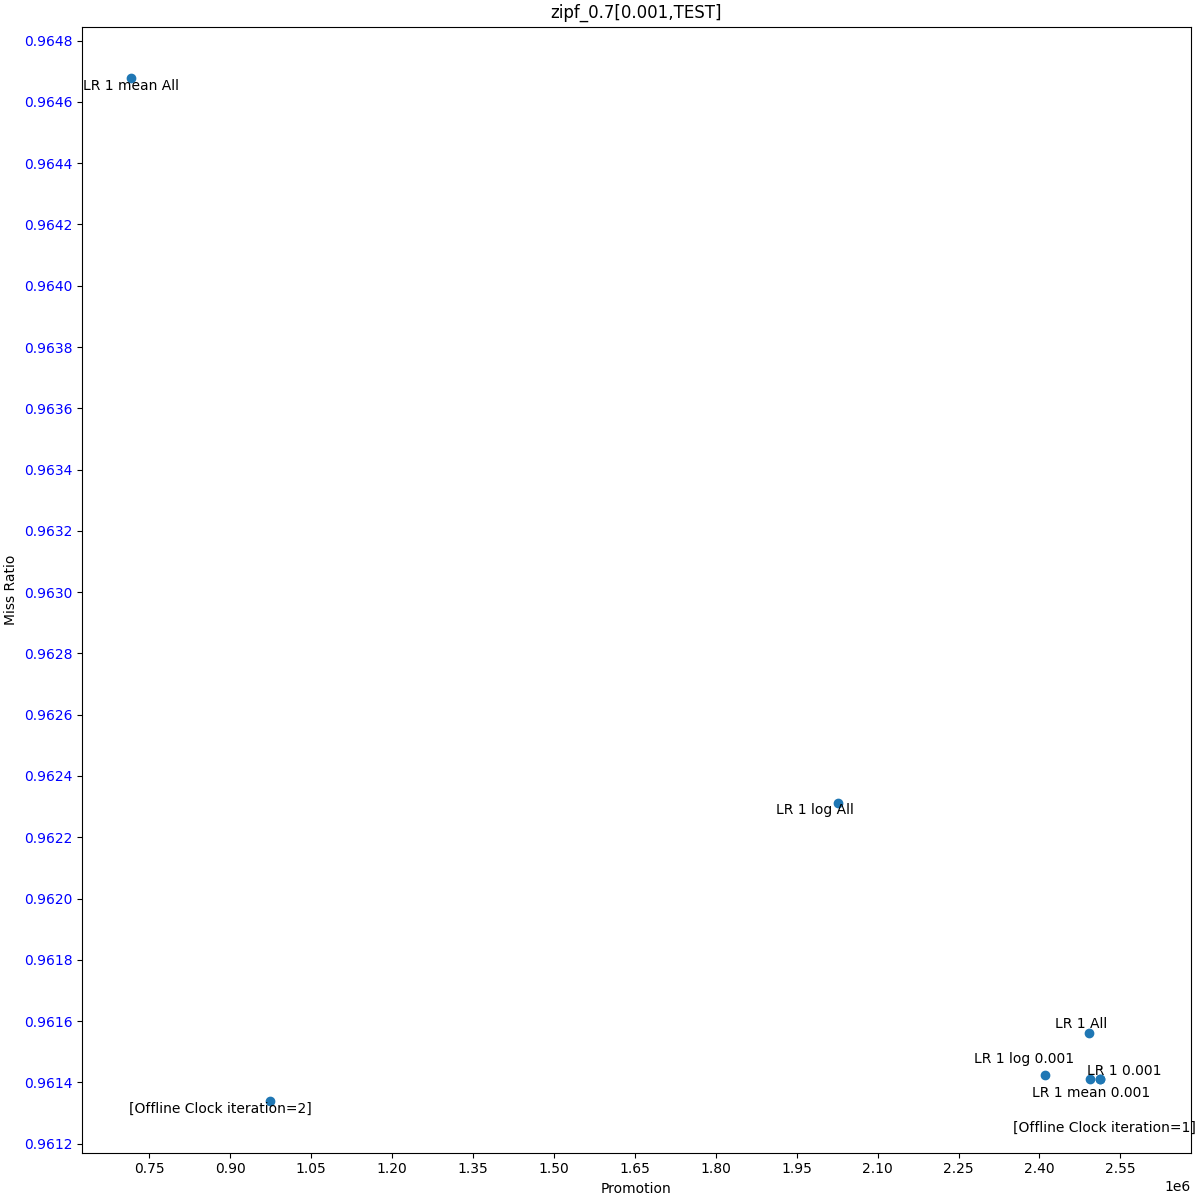 zipf_0.7[0.001,TEST]
0.9648
LR 1 mean All
0.9646
0.9644
0.9642
0.9640
0.9638
0.9636
0.9634
0.9632
0.9630
Miss Ratio
0.9628
0.9626
0.9624
LR 1 log All
0.9622
0.9620
0.9618
0.9616
LR 1 All
LR 1 log 0.001
LR 1 0.001
0.9614
LR 1 mean 0.001
[Offline Clock iteration=2]
[Offline Clock iteration=1]
0.9612
0.75 0.90 1.05 1.20 1.35 1.50 1.65 1.80 1.95 2.10 2.25 2.40 2.55
Promotion
1e6